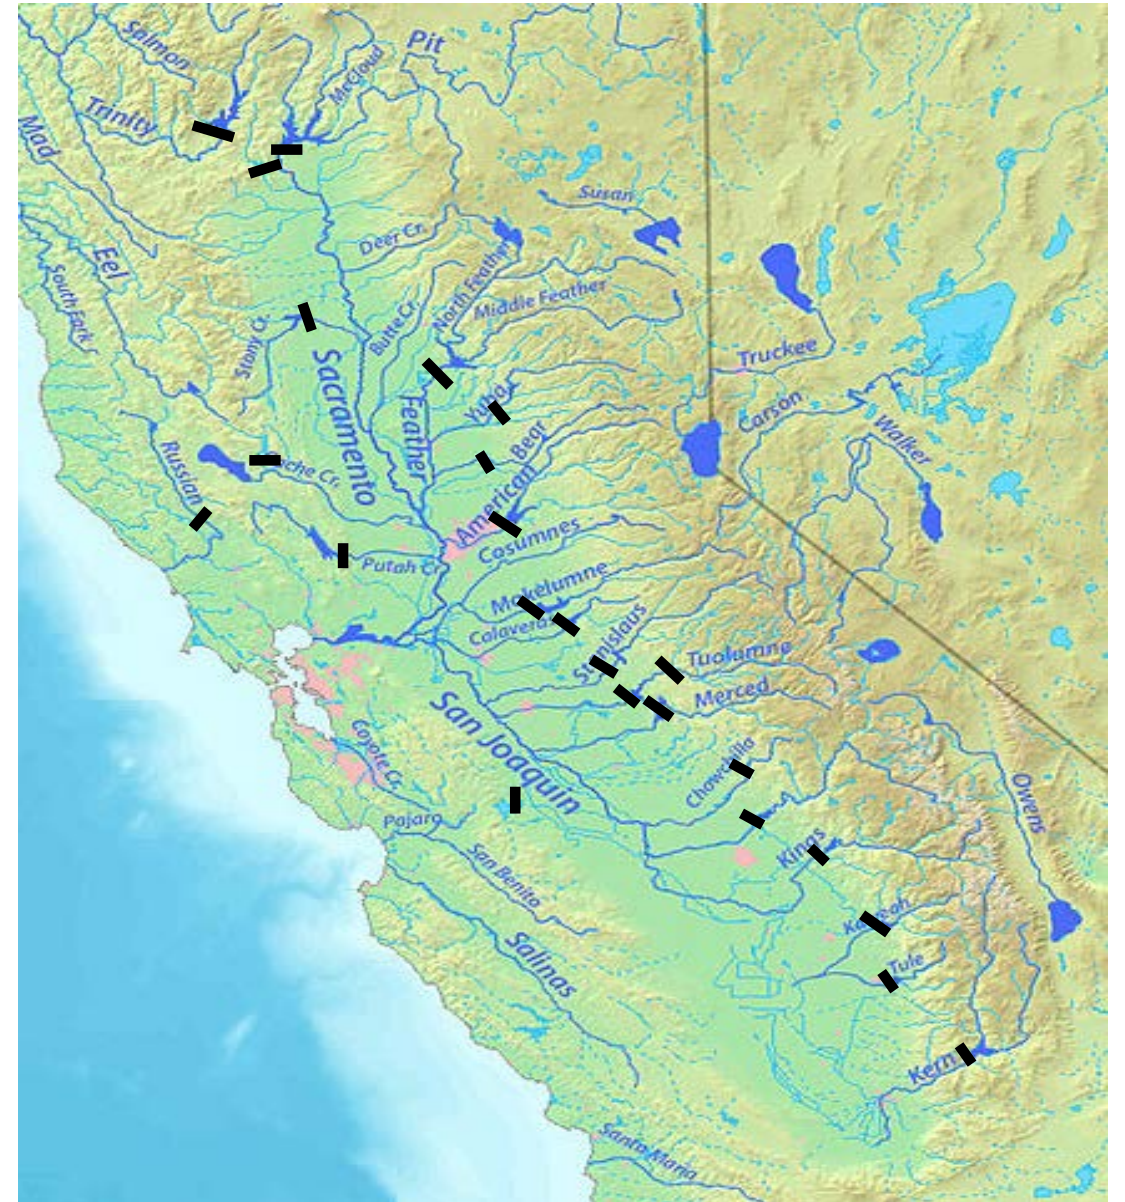 Salmon
Pit
McCloud
Trinity
Mad
Susan
Deer Cr.
Eel
North Feather
South Fork
Middle Feather
Butte Cr.
Stony Cr.
Truckee
Sacramento
Feather
Yuba
Carson
Bear
Walker
Russian
Cache Cr.
American
Cosumnes
Putah Cr.
Mokelumne
Calaveras
Stanislaus
Tuolumne
Merced
San Joaquin
Coyote Cr.
Chowchilla
Owens
Pajaro
Kings
San Benito
Kaweah
Salinas
Tule
Kern
Santa Maria